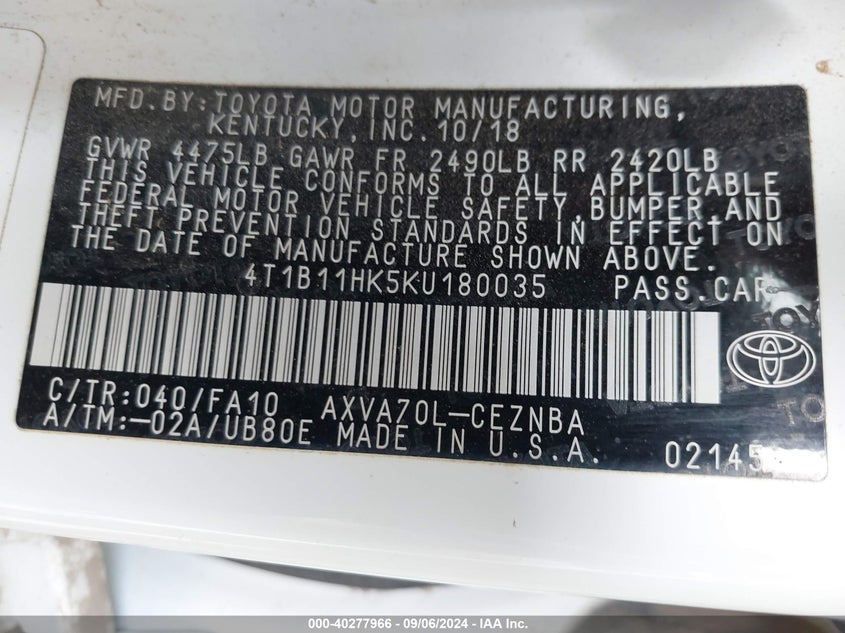 MFD.BY:TOYOTA MOTOR MANUFACTURING,
KENTUCKY,INC.10/18
GVWR 4475LB GAWR FR 2490LB RR 2420LB
THIS VEHICLE CONFORMS TO ALL APPLICABLE
FEDERAL MOTOR VEHICLE SAFETY,BUMPER,AND
THEFT PREVENTION STANDARDS IN EFFECT ON
THE DATE OF MANUFACTURE SHOWN ABOVE.
4T1B11HK5KU180035 PASS.CAR
C/TR:040/FA10 AXVA70L-CEZNBA
A/TM:-02A/UB80E MADE IN U.S.A.
000-40277966 - 09/06/2024 - IAA Inc.